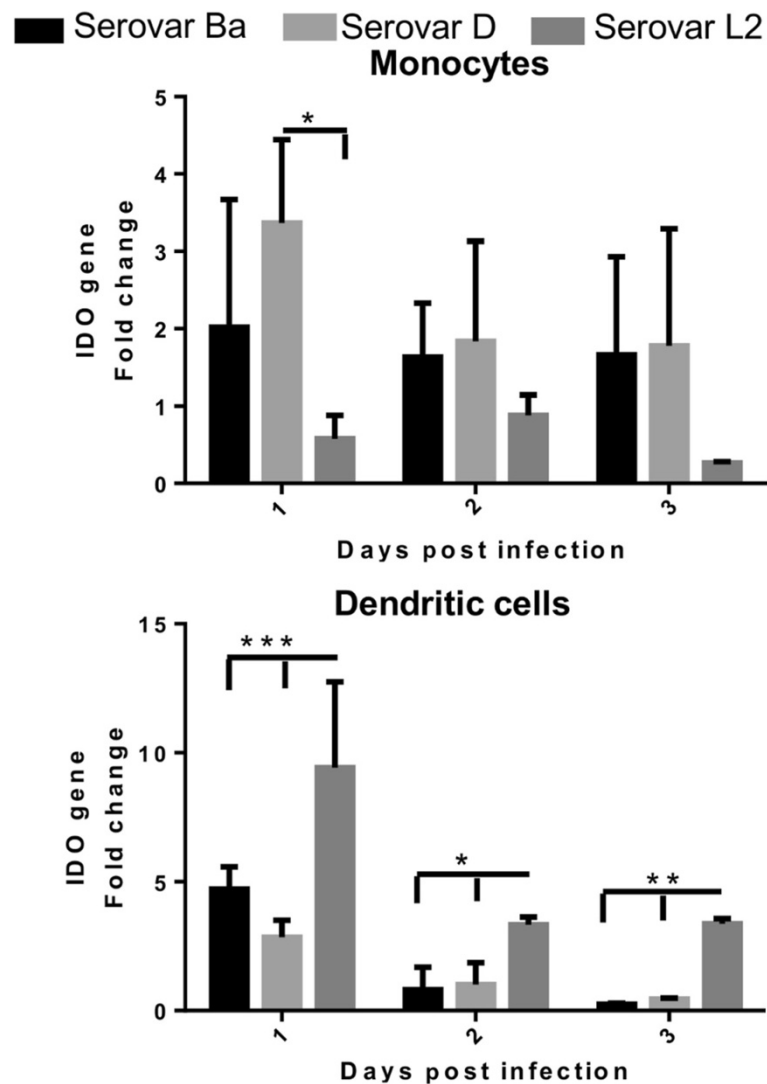 Serovar Ba Serovar D Serovar L2
Monocytes
5
*
4
3
2
1
0
IDO gene
Fold change
1 2 3
Days post infection
Dendritic cells
15
***
10
5
*
**
0
IDO gene
Fold change
1 2 3
Days post infection